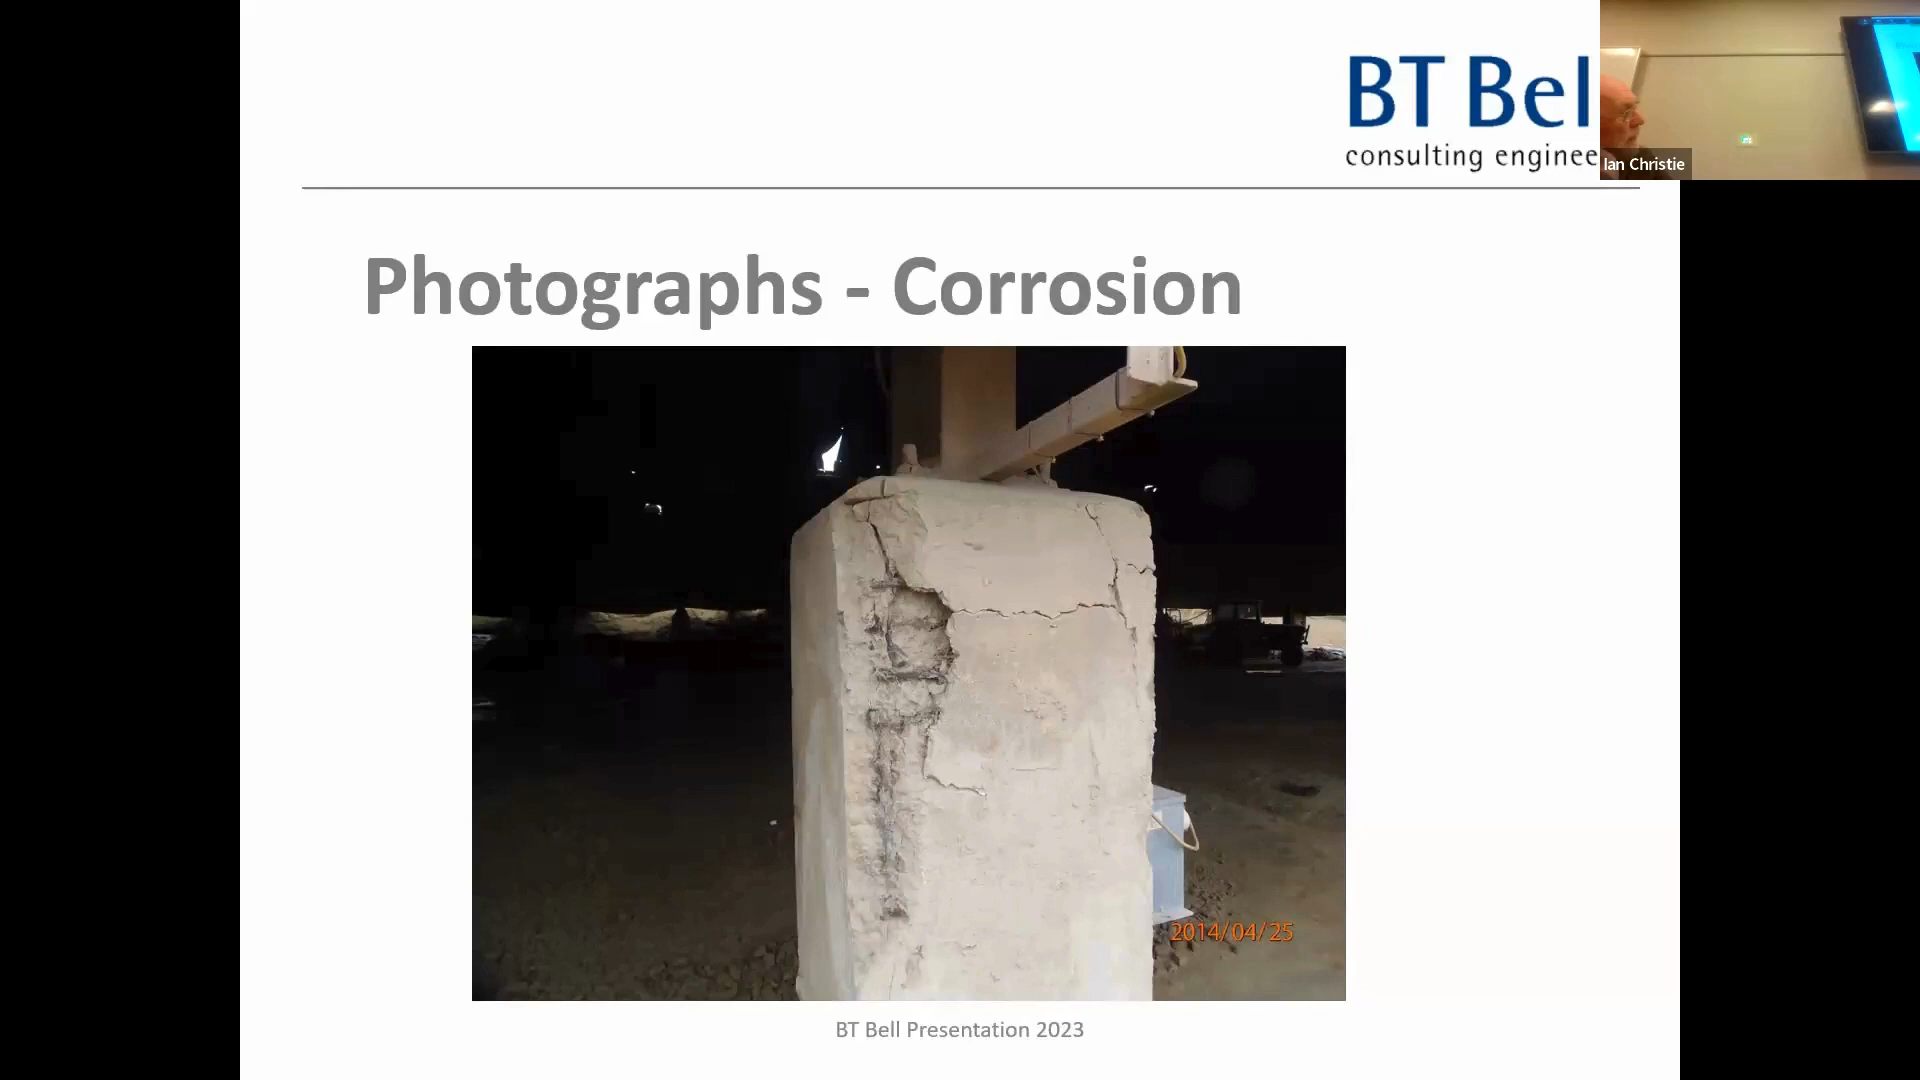 BT Bel
consulting enginee
Ian Christie
Photographs - Corrosion
2014/04/25
BT Bell Presentation 2023